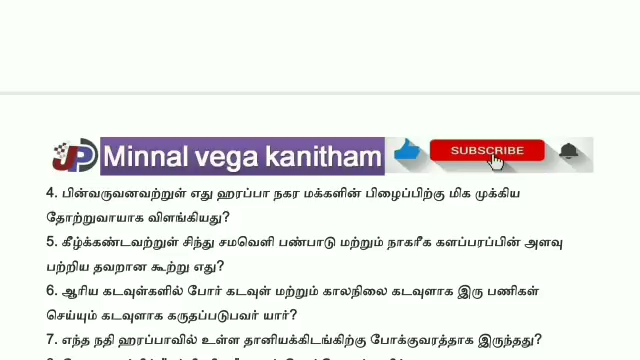 JP Minnal vega kanitham SUBSCRIBE
4. பின்வருவனவற்றுள் எது ஹரப்பா நகர மக்களின் பிழைப்பிற்கு மிக முக்கிய
தோற்றுவாயாக விளங்கியது?
5. கீழ்க்கண்டவற்றுள் சிந்து சமவெளி பண்பாடு மற்றும் நாகரீக களப்பரப்பின் அளவு
பற்றிய தவறான கூற்று எது?
6. ஆரிய கடவுள்களில் போர் கடவுள் மற்றும் காலநிலை கடவுளாக இரு பணிகள்
செய்யும் கடவுளாக கருதப்படுபவர் யார்?
7. எந்த நதி ஹரப்பாவில் உள்ள தானியக்கிடங்கிற்கு போக்குவரத்தாக இருந்தது?